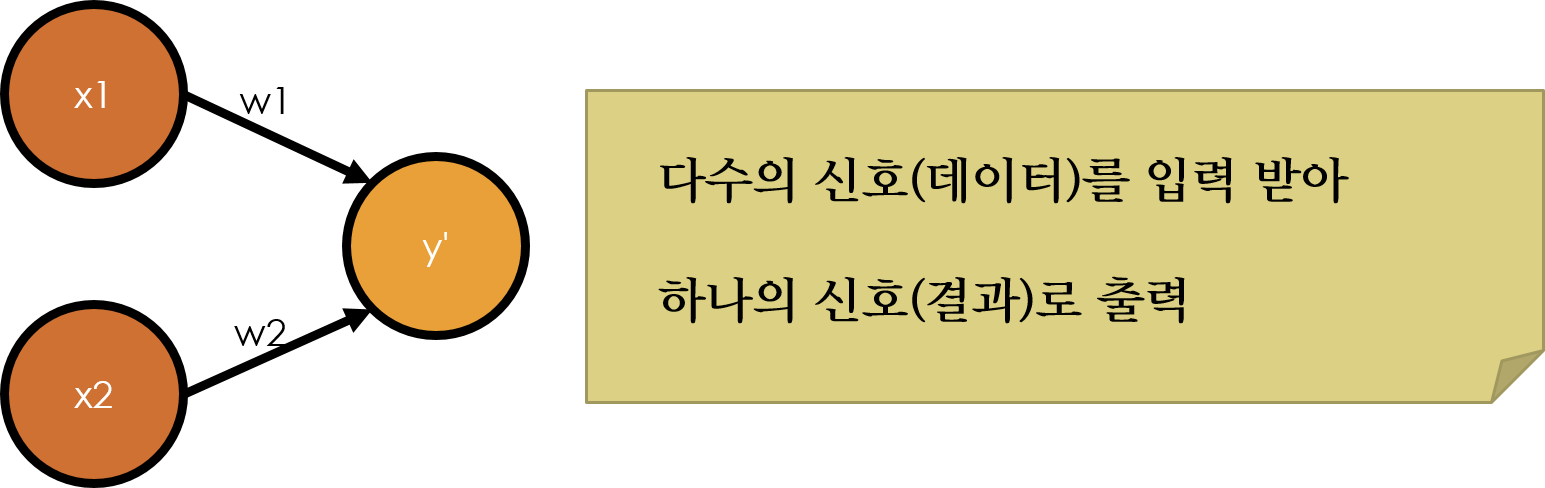 x1
w1
y'
w2
x2
다수의 신호(데이터)를 입력 받아
하나의 신호(결과)로 출력